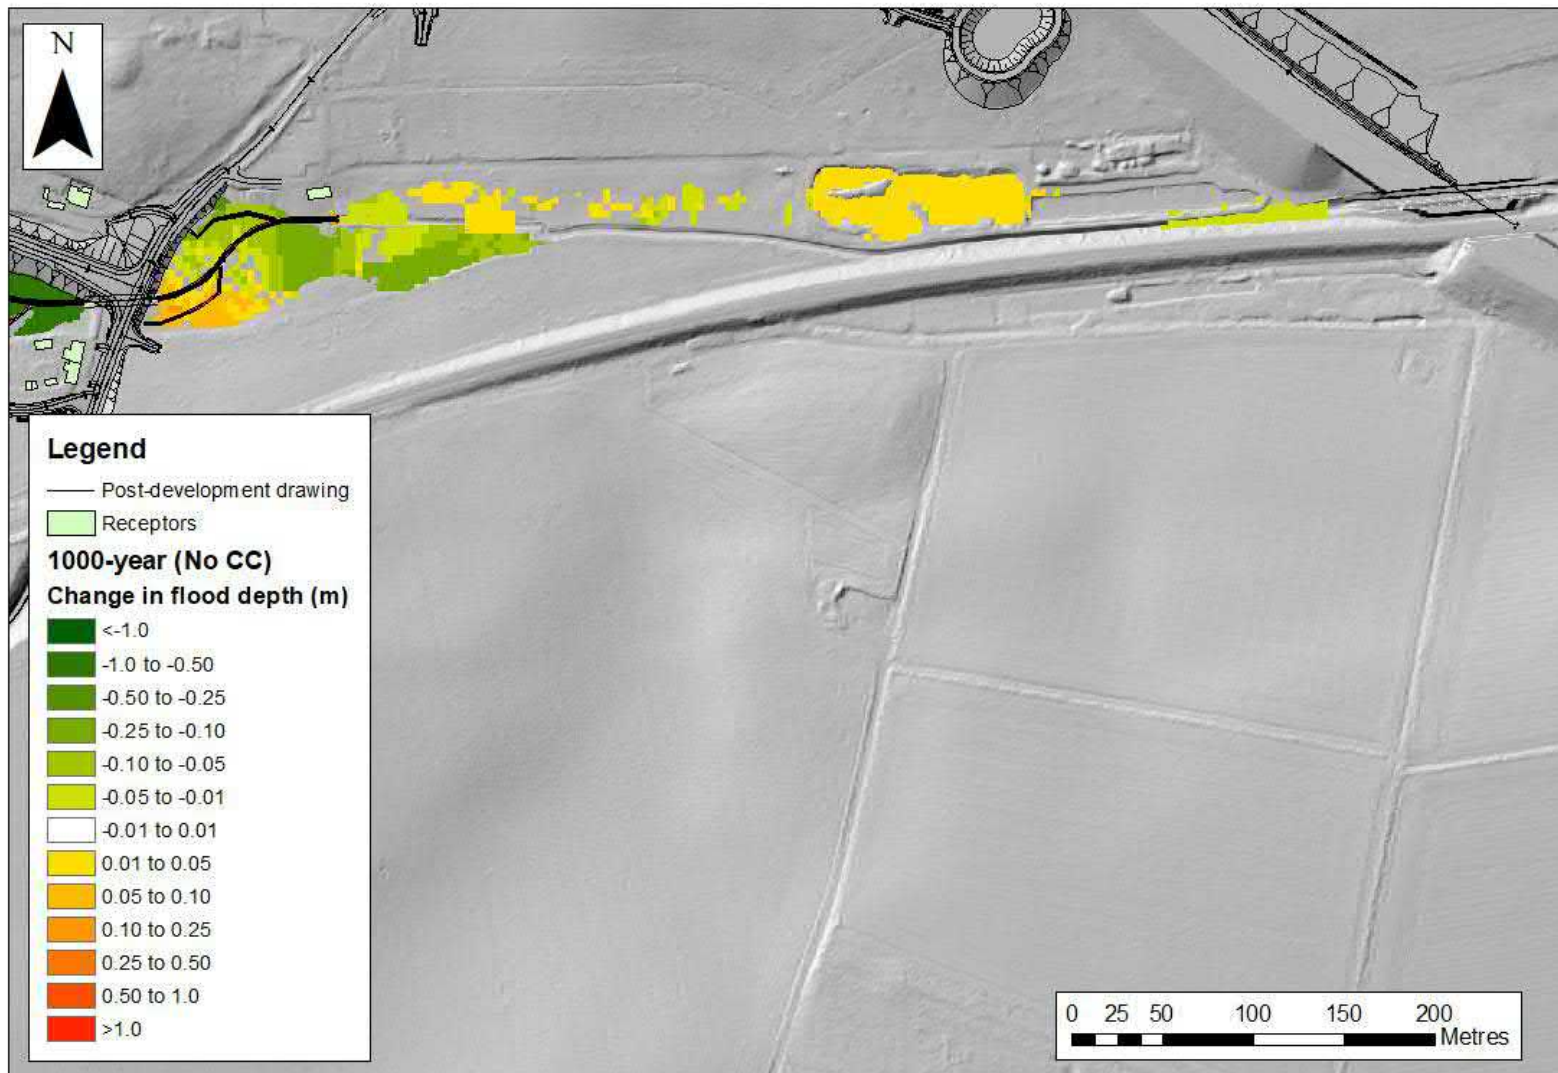 N
Legend
Post-development drawing
Receptors
1000-year (No CC)
Change in flood depth (m)
<-1.0
-1.0 to -0.50
-0.50 to -0.25
-0.25 to -0.10
-0.10 to -0.05
-0.05 to -0.01
-0.01 to 0.01
0.01 to 0.05
0.05 to 0.10
0.10 to 0.25
0.25 to 0.50
0.50 to 1.0
>1.0
0 25 50 100 150 200
Metres